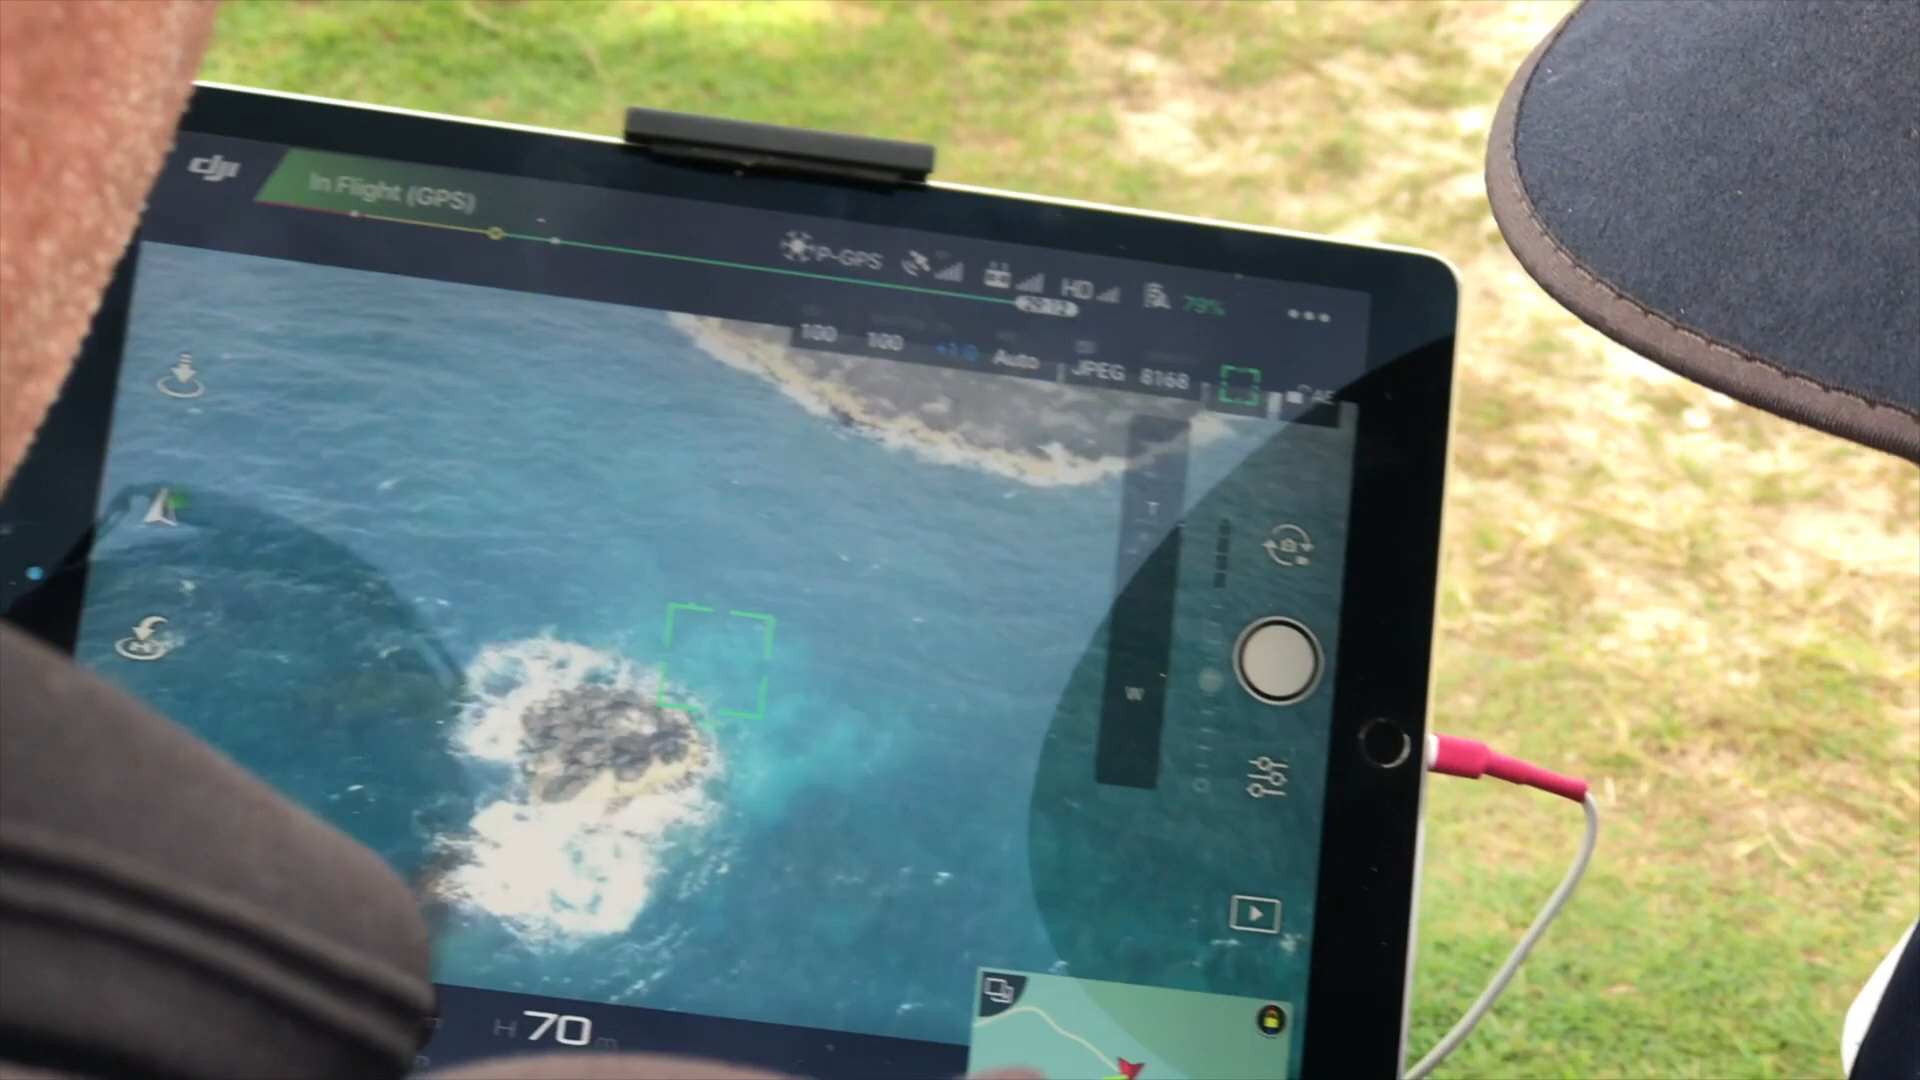 dji
In Flight (GPS)
P-GPS
HD
79%
100 100 +1.0 Auto JPEG 8168
AE
T
W
H 70 m